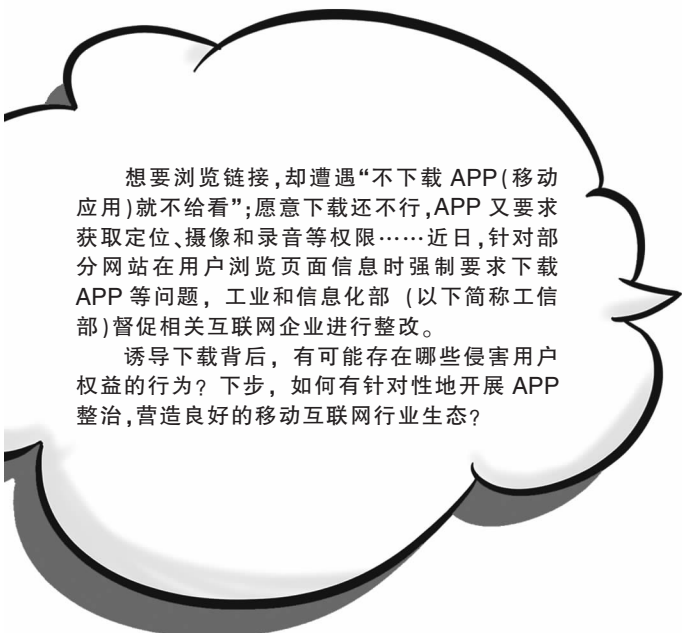 想要浏览链接,却遭遇“不下载 APP(移动
应用)就不给看”;愿意下载还不行,APP 又要求
获取定位、摄像和录音等权限……近日,针对部
分网站在用户浏览页面信息时强制要求下载
APP 等问题，工业和信息化部（以下简称工信
部)督促相关互联网企业进行整改。
诱导下载背后，有可能存在哪些侵害用户
权益的行为？下步，如何有针对性地开展 APP
整治,营造良好的移动互联网行业生态？